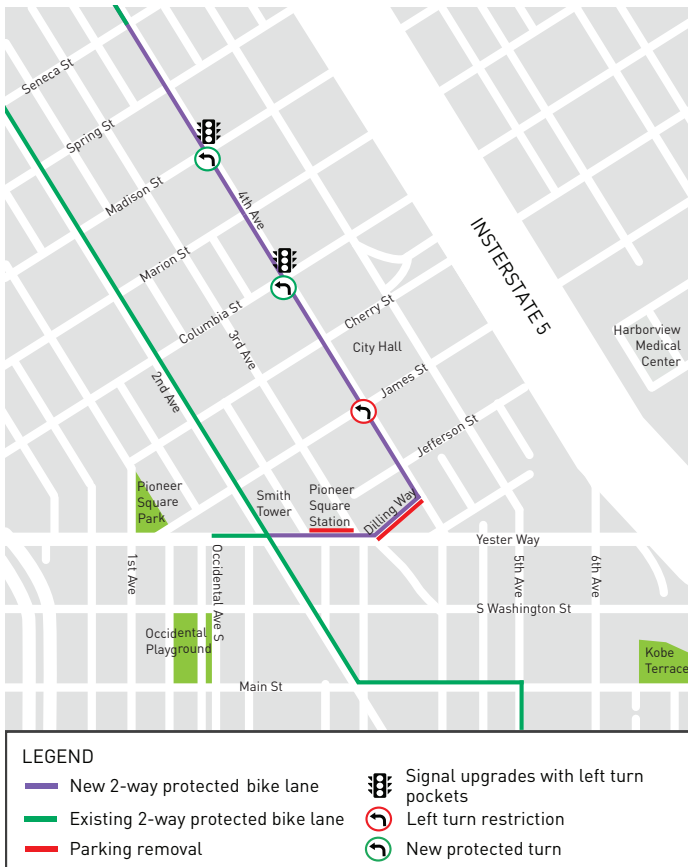 Seneca St
Spring St
Madison St
4th Ave
Marion St
INSTERSTATE 5
Columbia St
Cherry St
3rd Ave
City Hall
Harborview
Medical
Center
2nd Ave
James St
Jefferson St
Pioneer
Square
Park
Smith
Tower
Pioneer
Square
Station
Dilling Way
Yester Way
1st Ave
Occidental Ave S
5th Ave
6th Ave
S Washington St
Occidental
Playground
Kobe
Terrace
Main St
LEGEND
New 2-way protected bike lane
Existing 2-way protected bike lane
Parking removal
Signal upgrades with left turn
pockets
Left turn restriction
New protected turn